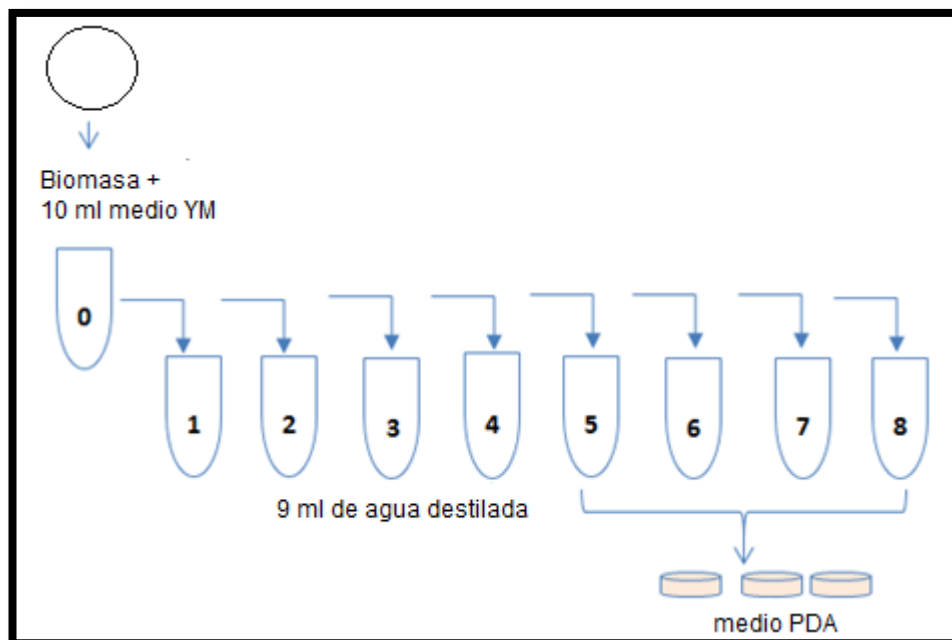 Biomasa +
10 ml medio YM
0
1 2 3 4 5 6 7 8
9 ml de agua destilada
medio PDA